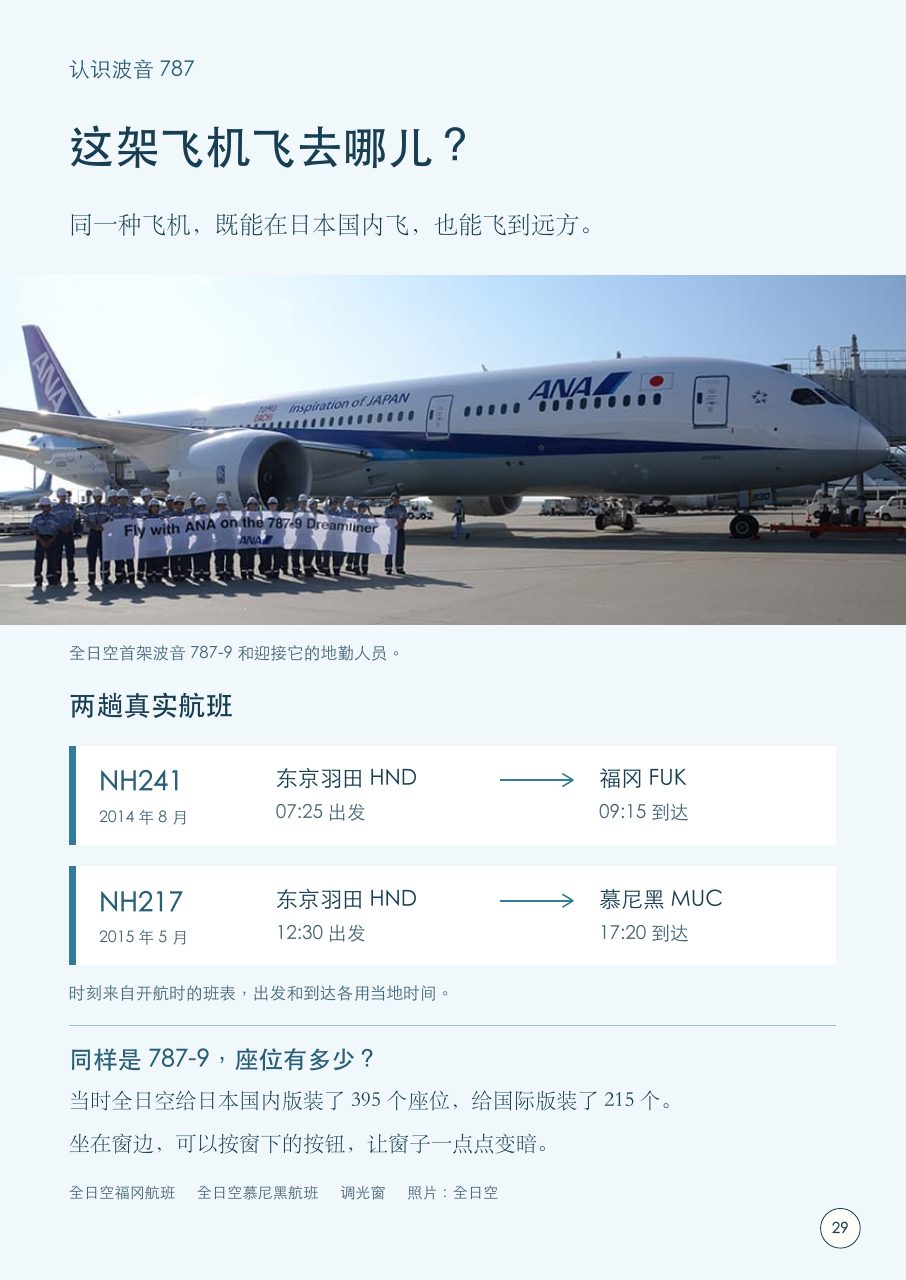 认识波音 787
这架飞机飞去哪儿？
同一种飞机，既能在日本国内飞，也能飞到远方。
ANA
Inspiration of JAPAN
ANA
Fly with ANA on the 787-9 Dreamliner
ANA
830
全日空首架波音 787-9 和迎接它的地勤人员。
两趟真实航班
NH241
东京羽田 HND
福冈 FUK
2014 年 8 月
07:25 出发
09:15 到达
NH217
东京羽田 HND
慕尼黑 MUC
2015 年 5 月
12:30 出发
17:20 到达
时刻来自开航时的班表，出发和到达各用当地时间。
同样是 787-9，座位有多少？
当时全日空给日本国内版装了 395 个座位，给国际版装了 215 个。
坐在窗边，可以按窗下的按钮，让窗子一点点变暗。
全日空福冈航班 全日空慕尼黑航班 调光窗 照片：全日空
29